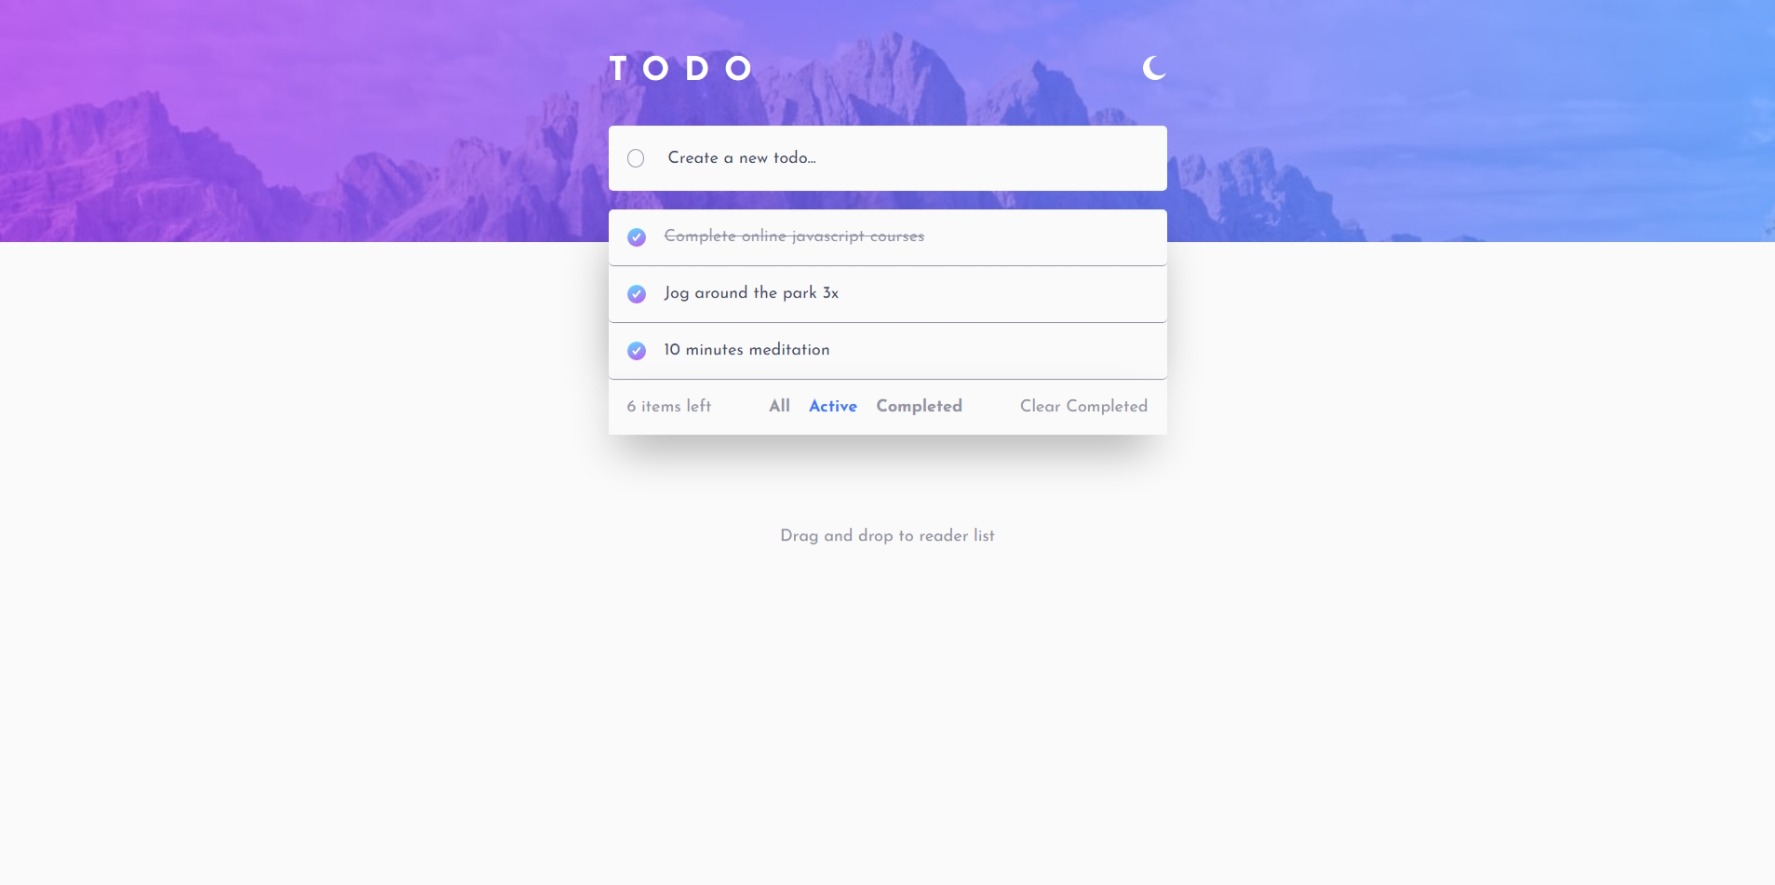 TODO
Create a new todo...
Complete online javascript courses
Jog around the park 3x
10 minutes meditation
6 items left All Active Completed Clear Completed
Drag and drop to reader list